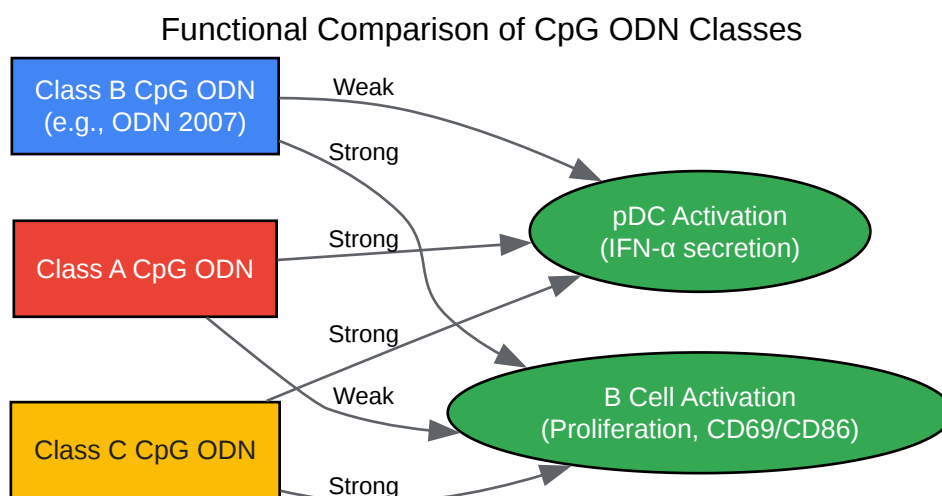 Functional Comparison of CpG ODN Classes
Class B CpG ODN
(e.g., ODN 2007)
Weak
Strong
pDC Activation
(IFN-α secretion)
Class A CpG ODN
Strong
Strong
Weak
B Cell Activation
(Proliferation, CD69/CD86)
Class C CpG ODN
Strong